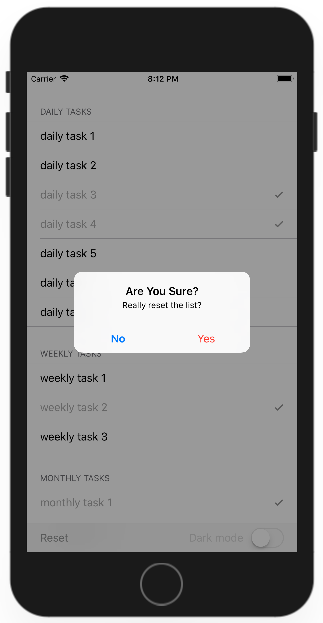 Carrier 8:12 PM
DAILY TASKS
daily task 1
daily task 2
daily task 3
daily task 4
daily task 5
daily ta
daily ta
Are You Sure?
Really reset the list?
No Yes
WEEKLY TASKS
weekly task 1
weekly task 2
weekly task 3
MONTHLY TASKS
monthly task 1
Reset Dark mode